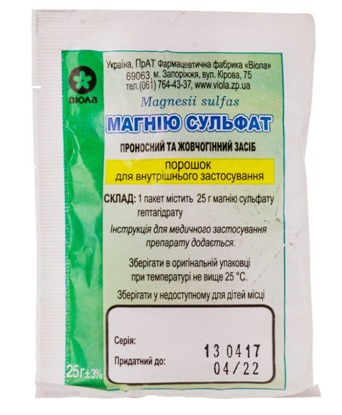 Україна, ПрАТ Фармацевтична фабрика «Віола»
69063, м. Запоріжжя, вул. Кірова, 75
тел.(061) 764-43-37, www.viola.zp.ua
ВІОЛА
Magnesii sulfas
МАГНІЮ СУЛЬФАТ
ПРОНОСНИЙ ТА ЖОВЧОГІННИЙ ЗАСІБ
порошок
для внутрішнього застосування
СКЛАД: 1 пакет містить 25 г магнію сульфату
гептагідрату
Інструкція для медичного застосування
препарату додається.
Зберігати в оригінальній упаковці
при температурі не вище 25 °С.
Зберігати у недоступному для дітей місці
Серія:
130417
Придатний до:
04/22
25 г±3%